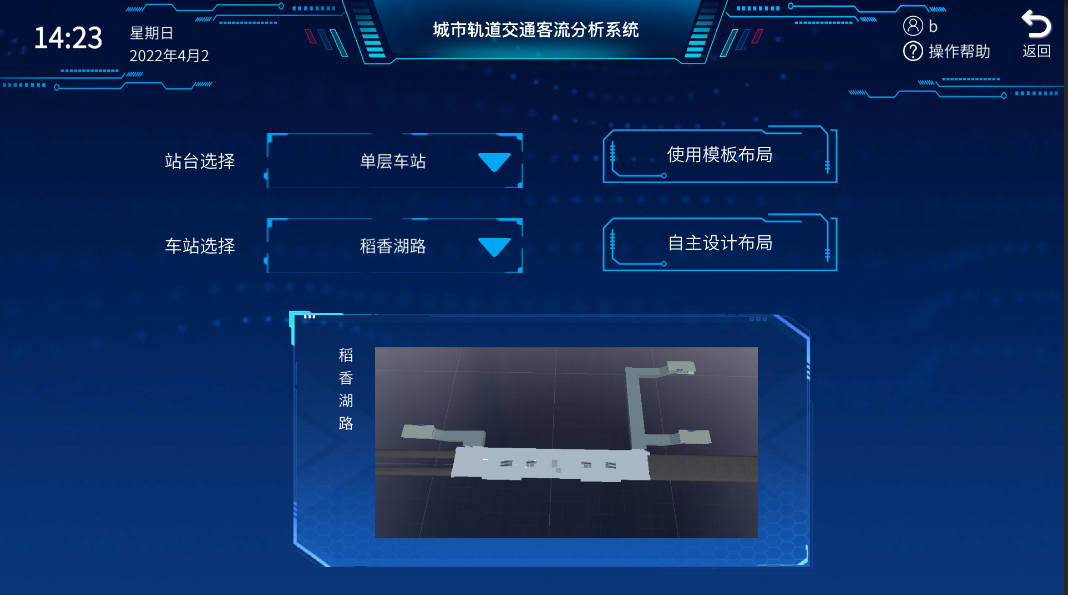 城市轨道交通客流分析系统
14:23
星期日
2022年4月2
b
操作帮助
返回
站台选择
单层车站
使用模板布局
车站选择
稻香湖路
自主设计布局
稻香湖路